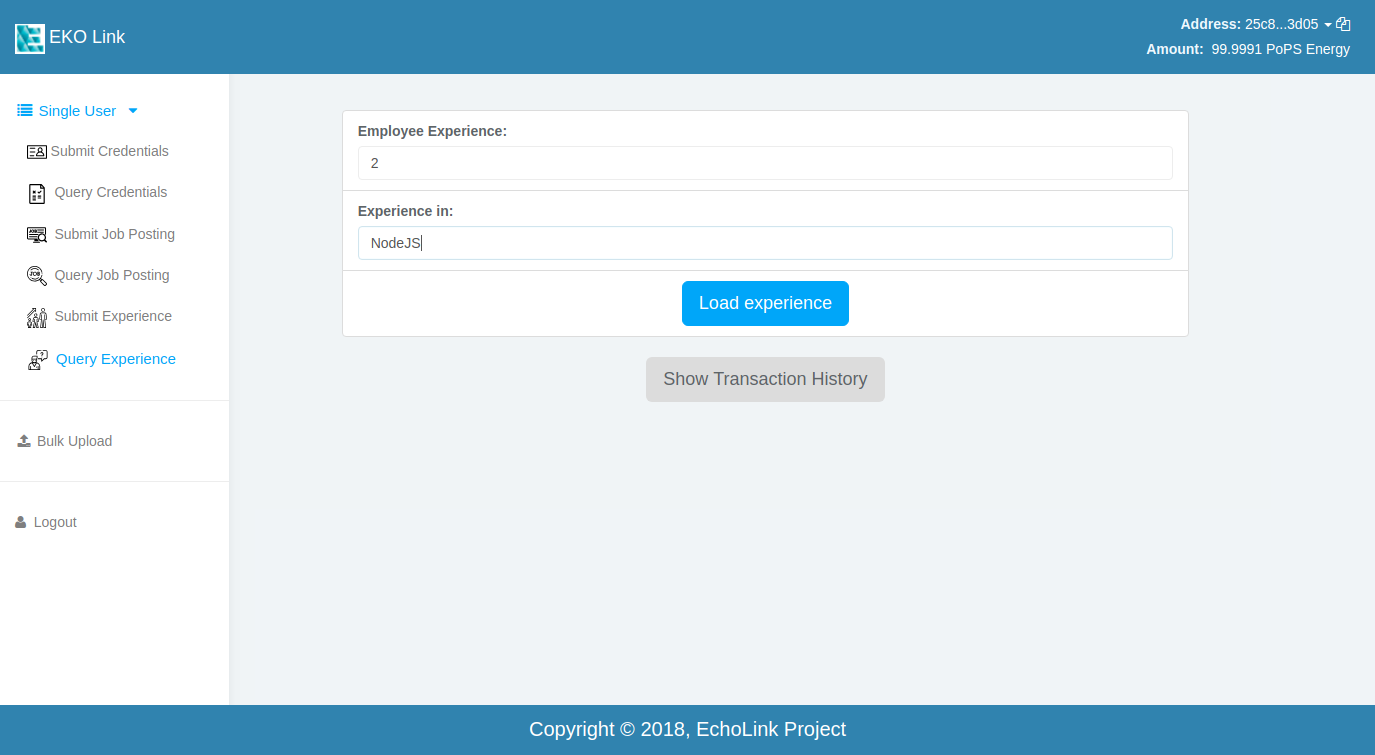 EKO Link
Address: 25c8...3d05
Amount: 99.9991 PoPS Energy
Single User
Submit Credentials
Query Credentials
Submit Job Posting
Query Job Posting
Submit Experience
Query Experience
Bulk Upload
Logout
Employee Experience:
2
Experience in:
NodeJS
Load experience
Show Transaction History
Copyright © 2018, EchoLink Project